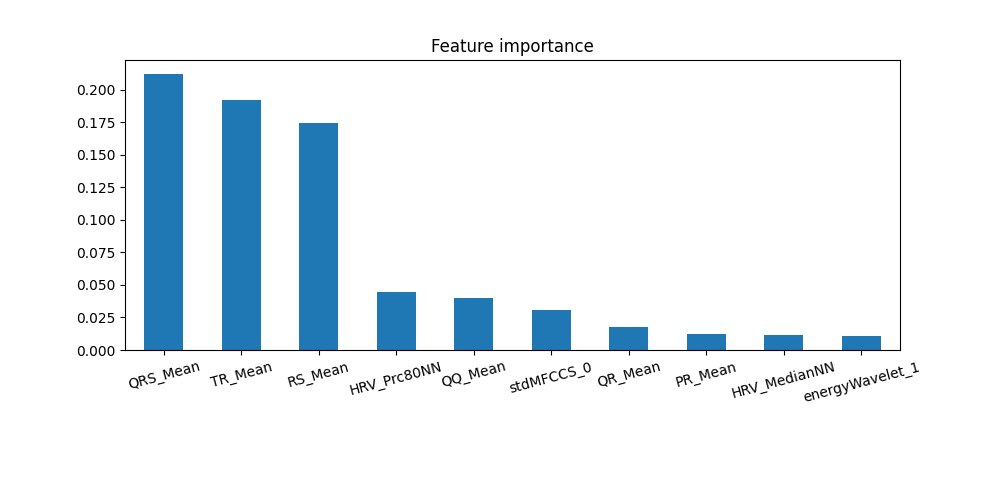 Feature importance
0.200
0.175
0.150
0.125
0.100
0.075
0.050
0.025
0.000
QRS_Mean
TR_Mean
RS_Mean
HRV_Prc80NN
QQ_Mean
stdMFCCS_0
QR_Mean
PR_Mean
HRV_MedianNN
energyWavelet_1